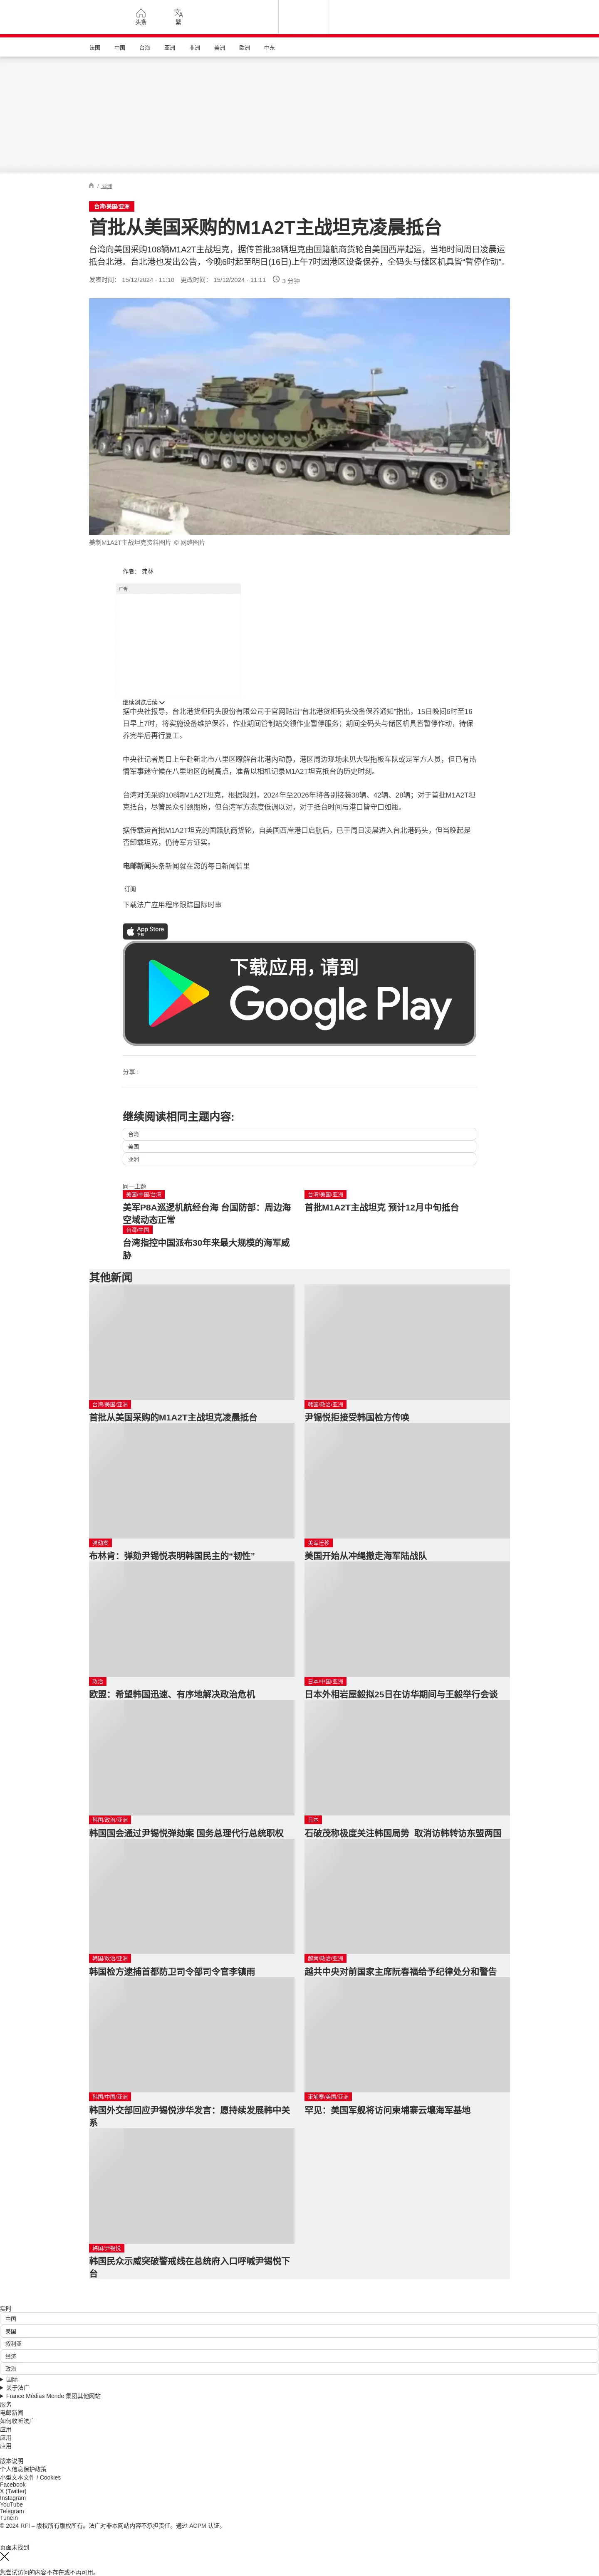 头条
繁
法国
中国
台海
亚洲
非洲
美洲
欧洲
中东
/ 亚洲
台湾/美国/亚洲
首批从美国采购的M1A2T主战坦克凌晨抵台
台湾向美国采购108辆M1A2T主战坦克，据传首批38辆坦克由国籍航商货轮自美国西岸起运，当地时间周日凌晨运
抵台北港。台北港也发出公告，今晚6时起至明日(16日)上午7时因港区设备保养，全码头与储区机具皆“暂停作动”。
发表时间： 15/12/2024 - 11:10 更改时间： 15/12/2024 - 11:11 3 分钟
美制M1A2T主战坦克资料图片 © 网络图片
作者： 弗林
广告
继续浏览后续
据中央社报导，台北港货柜码头股份有限公司于官网贴出“台北港货柜码头设备保养通知”指出，15日晚间6时至16
日早上7时，将实施设备维护保养，作业期间管制站交领作业暂停服务；期间全码头与储区机具皆暂停作动，待保
养完毕后再行复工。
中央社记者周日上午赴新北市八里区瞭解台北港内动静，港区周边现场未见大型拖板车队或是军方人员，但已有热
情军事迷守候在八里地区的制高点，准备以相机记录M1A2T坦克抵台的历史时刻。
台湾对美采购108辆M1A2T坦克，根据规划，2024年至2026年将各别接装38辆、42辆、28辆；对于首批M1A2T坦
克抵台，尽管民众引颈期盼，但台湾军方态度低调以对，对于抵台时间与港口皆守口如瓶。
据传载运首批M1A2T坦克的国籍航商货轮，自美国西岸港口启航后，已于周日凌晨进入台北港码头，但当晚起是
否卸载坦克，仍待军方证实。
电邮新闻头条新闻就在您的每日新闻信里
订阅
下载法广应用程序跟踪国际时事
App Store
下载
下载应用，请到
Google Play
分享 :
继续阅读相同主题内容:
台湾
美国
亚洲
同一主题
美国/中国/台湾
美军P8A巡逻机航经台海 台国防部：周边海
空域动态正常
台湾/美国/亚洲
首批M1A2T主战坦克 预计12月中旬抵台
台湾/中国
台湾指控中国派布30年来最大规模的海军威
胁
其他新闻
台湾/美国/亚洲
首批从美国采购的M1A2T主战坦克凌晨抵台
韩国/政治/亚洲
尹锡悦拒接受韩国检方传唤
弹劾案
布林肯：弹劾尹锡悦表明韩国民主的“韧性”
美军迁移
美国开始从冲绳撤走海军陆战队
政治
欧盟：希望韩国迅速、有序地解决政治危机
日本/中国/亚洲
日本外相岩屋毅拟25日在访华期间与王毅举行会谈
韩国/政治/亚洲
韩国国会通过尹锡悦弹劾案 国务总理代行总统职权
日本
石破茂称极度关注韩国局势 取消访韩转访东盟两国
韩国/政治/亚洲
韩国检方逮捕首都防卫司令部司令官李镇雨
越南/政治/亚洲
越共中央对前国家主席阮春福给予纪律处分和警告
韩国/中国/亚洲
韩国外交部回应尹锡悦涉华发言：愿持续发展韩中关
系
柬埔寨/美国/亚洲
罕见：美国军舰将访问柬埔寨云壤海军基地
韩国/尹锡悦
韩国民众示威突破警戒线在总统府入口呼喊尹锡悦下
台
实时
中国
美国
叙利亚
经济
政治
国际
关于法广
France Médias Monde 集团其他网站
服务
电邮新闻
如何收听法广
应用
应用
应用
版本说明
个人信息保护政策
小型文本文件 / Cookies
Facebook
X (Twitter)
Instagram
YouTube
Telegram
TuneIn
© 2024 RFI – 版权所有版权所有。法广对非本网站内容不承担责任。通过 ACPM 认证。
页面未找到
您尝试访问的内容不存在或不再可用。